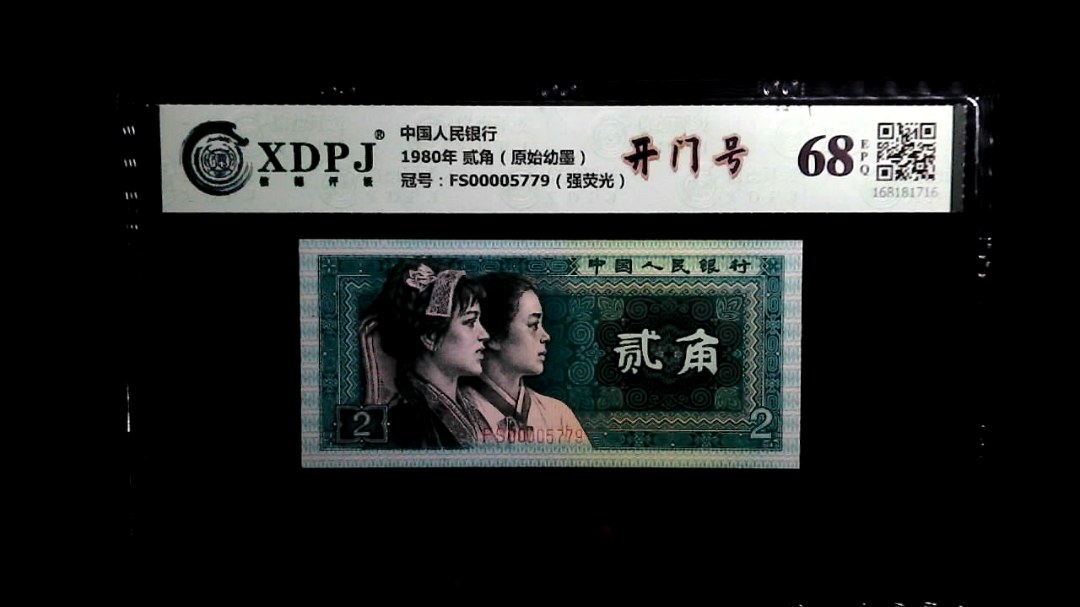 XDPJ®
中国人民银行
1980年 贰角（原始幼墨）
冠号：FS00005779（强荧光）
开门号
68
EPQ
168181716
中国人民银行
贰角
2
2
FS00005779